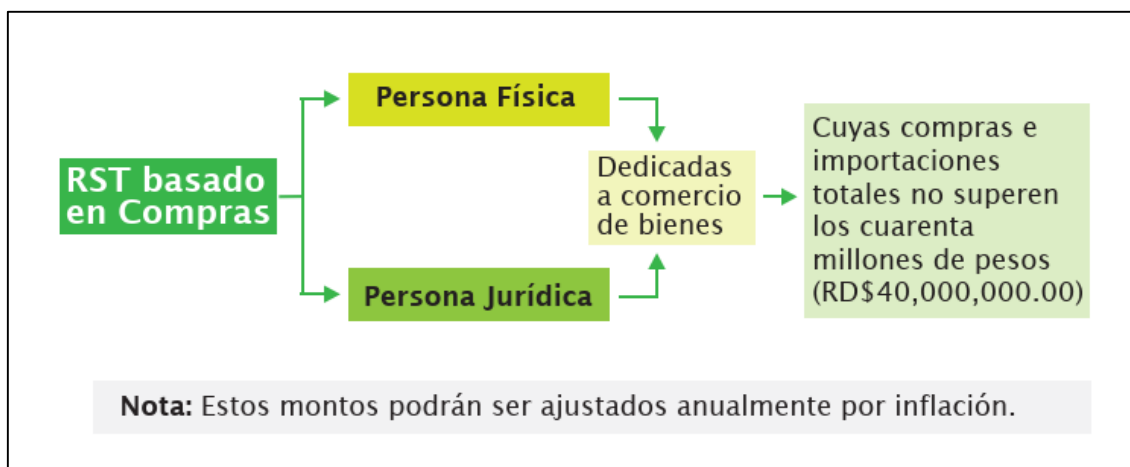 RST basado
en Compras
Persona Física
Persona Jurídica
Dedicadas
a comercio
de bienes
Cuyas compras e
importaciones
totales no superen
los cuarenta
millones de pesos
(RD$40,000,000.00)
Nota: Estos montos podrán ser ajustados anualmente por inflación.